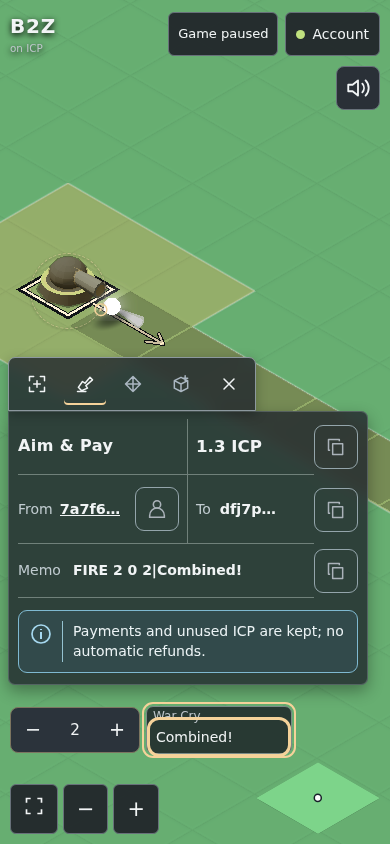 B2Z
on ICP
Game paused
Account
Aim & Pay
1.3 ICP
From 7a7f6...
To dfj7p...
Memo FIRE 2 0 2|Combined!
Payments and unused ICP are kept; no
automatic refunds.
− 2 +
War Cry
Combined!
− +